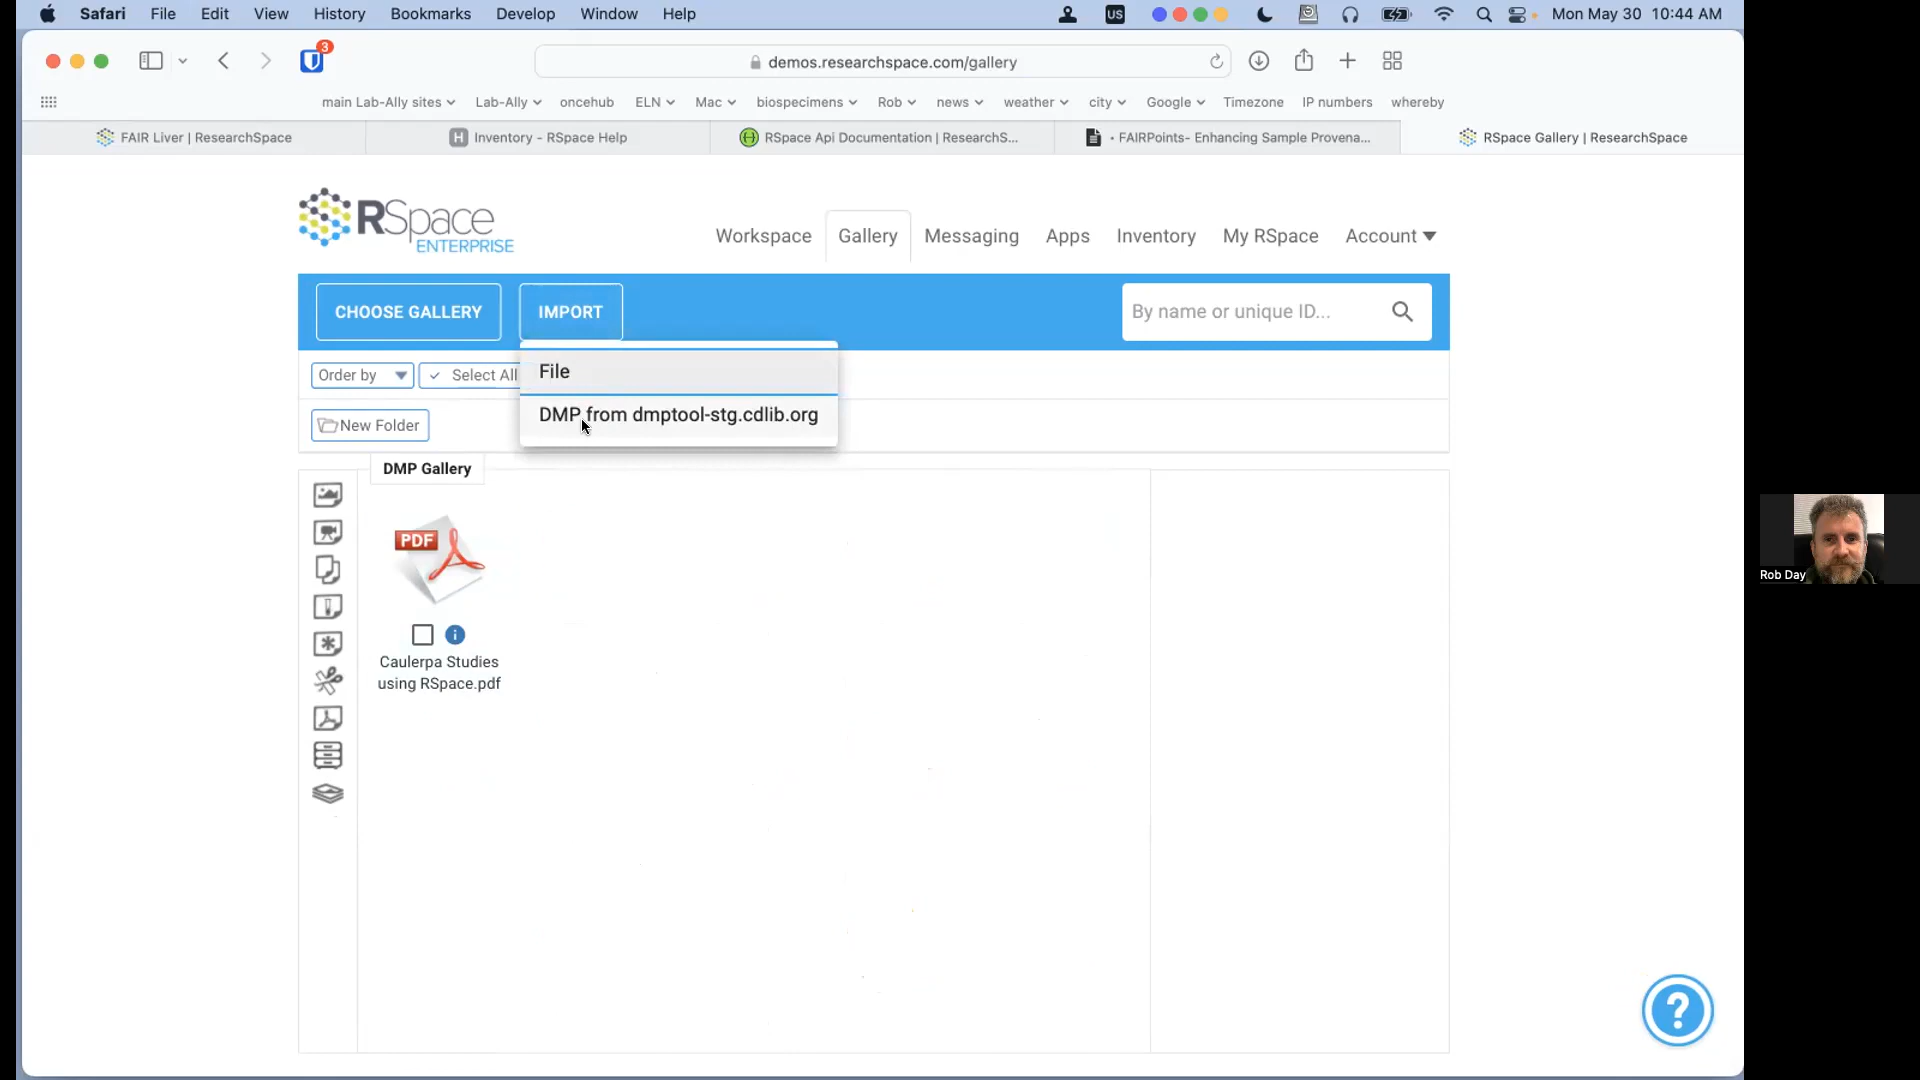 Safari File Edit View History Bookmarks Develop Window Help US Mon May 30 10:44 AM
3
demos.researchspace.com/gallery
main Lab-Ally sites Lab-Ally oncehub ELN Mac biospecimens Rob news weather city Google Timezone IP numbers whereby
FAIR Liver | ResearchSpace H Inventory - RSpace Help RSpace Api Documentation | ResearchS... • FAIRPoints- Enhancing Sample Provena... RSpace Gallery | ResearchSpace
RSpace
ENTERPRISE
Workspace Gallery Messaging Apps Inventory My RSpace Account
CHOOSE GALLERY IMPORT By name or unique ID...
Order by Select All
File
DMP from dmptool-stg.cdlib.org
New Folder
DMP Gallery
PDF
i
Caulerpa Studies
using RSpace.pdf
Rob Day
?